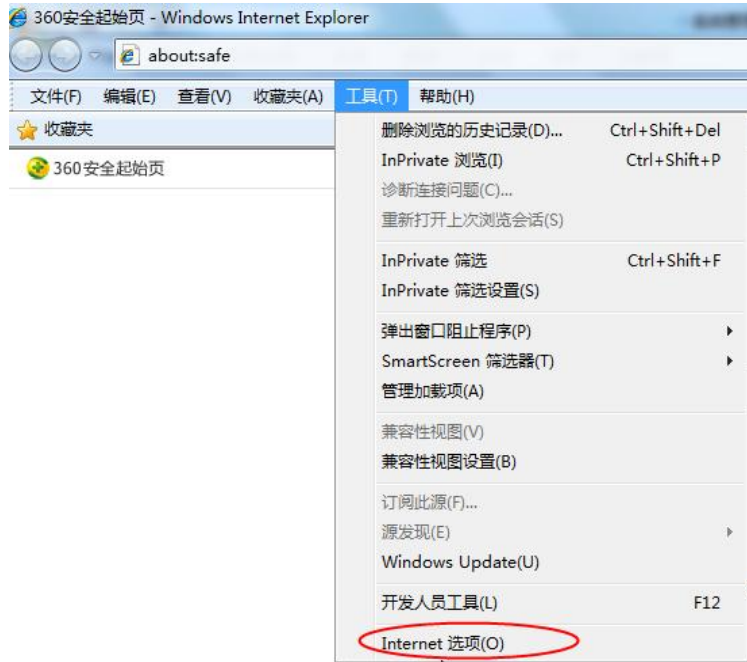 360安全起始页 - Windows Internet Explorer
about:safe
文件(F) 编辑(E) 查看(V) 收藏夹(A) 工具(T) 帮助(H)
收藏夹
360安全起始页
删除浏览的历史记录(D)... Ctrl+Shift+Del
InPrivate 浏览(I) Ctrl+Shift+P
诊断连接问题(C)...
重新打开上次浏览会话(S)
InPrivate 筛选 Ctrl+Shift+F
InPrivate 筛选设置(S)
弹出窗口阻止程序(P)
SmartScreen 筛选器(T)
管理加载项(A)
兼容性视图(V)
兼容性视图设置(B)
订阅此源(F)...
源发现(E)
Windows Update(U)
开发人员工具(L) F12
Internet 选项(O)